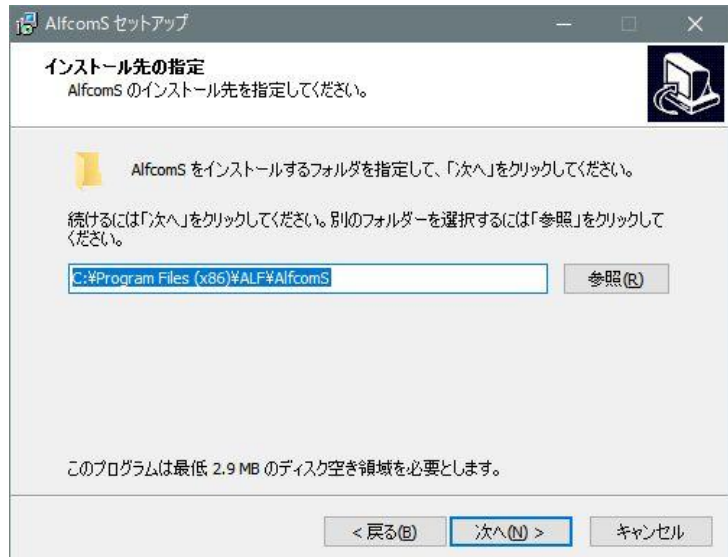 AlfcomS セットアップ
インストール先の指定
AlfcomS のインストール先を指定してください。
AlfcomS をインストールするフォルダを指定して、「次へ」をクリックしてください。
続けるには「次へ」をクリックしてください。別のフォルダーを選択するには「参照」をクリックして
ください。
C:¥Program Files (x86)¥ALF¥AlfcomS
参照(R)
このプログラムは最低 2.9 MB のディスク空き領域を必要とします。
< 戻る(B)
次へ(N) >
キャンセル